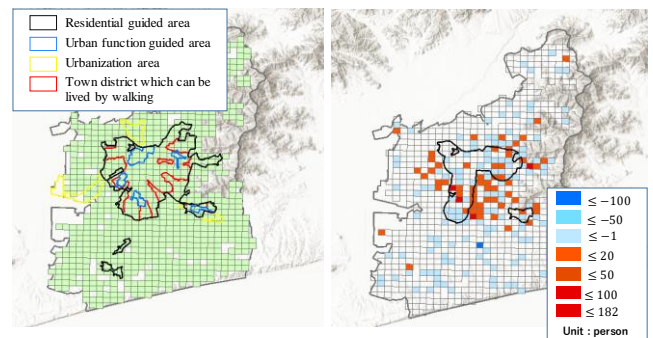 Residential guided area
Urban function guided area
Urbanization area
Town district which can be
lived by walking
≤ −100
≤ −50
≤ −1
≤ 20
≤ 50
≤ 100
≤ 182
Unit : person